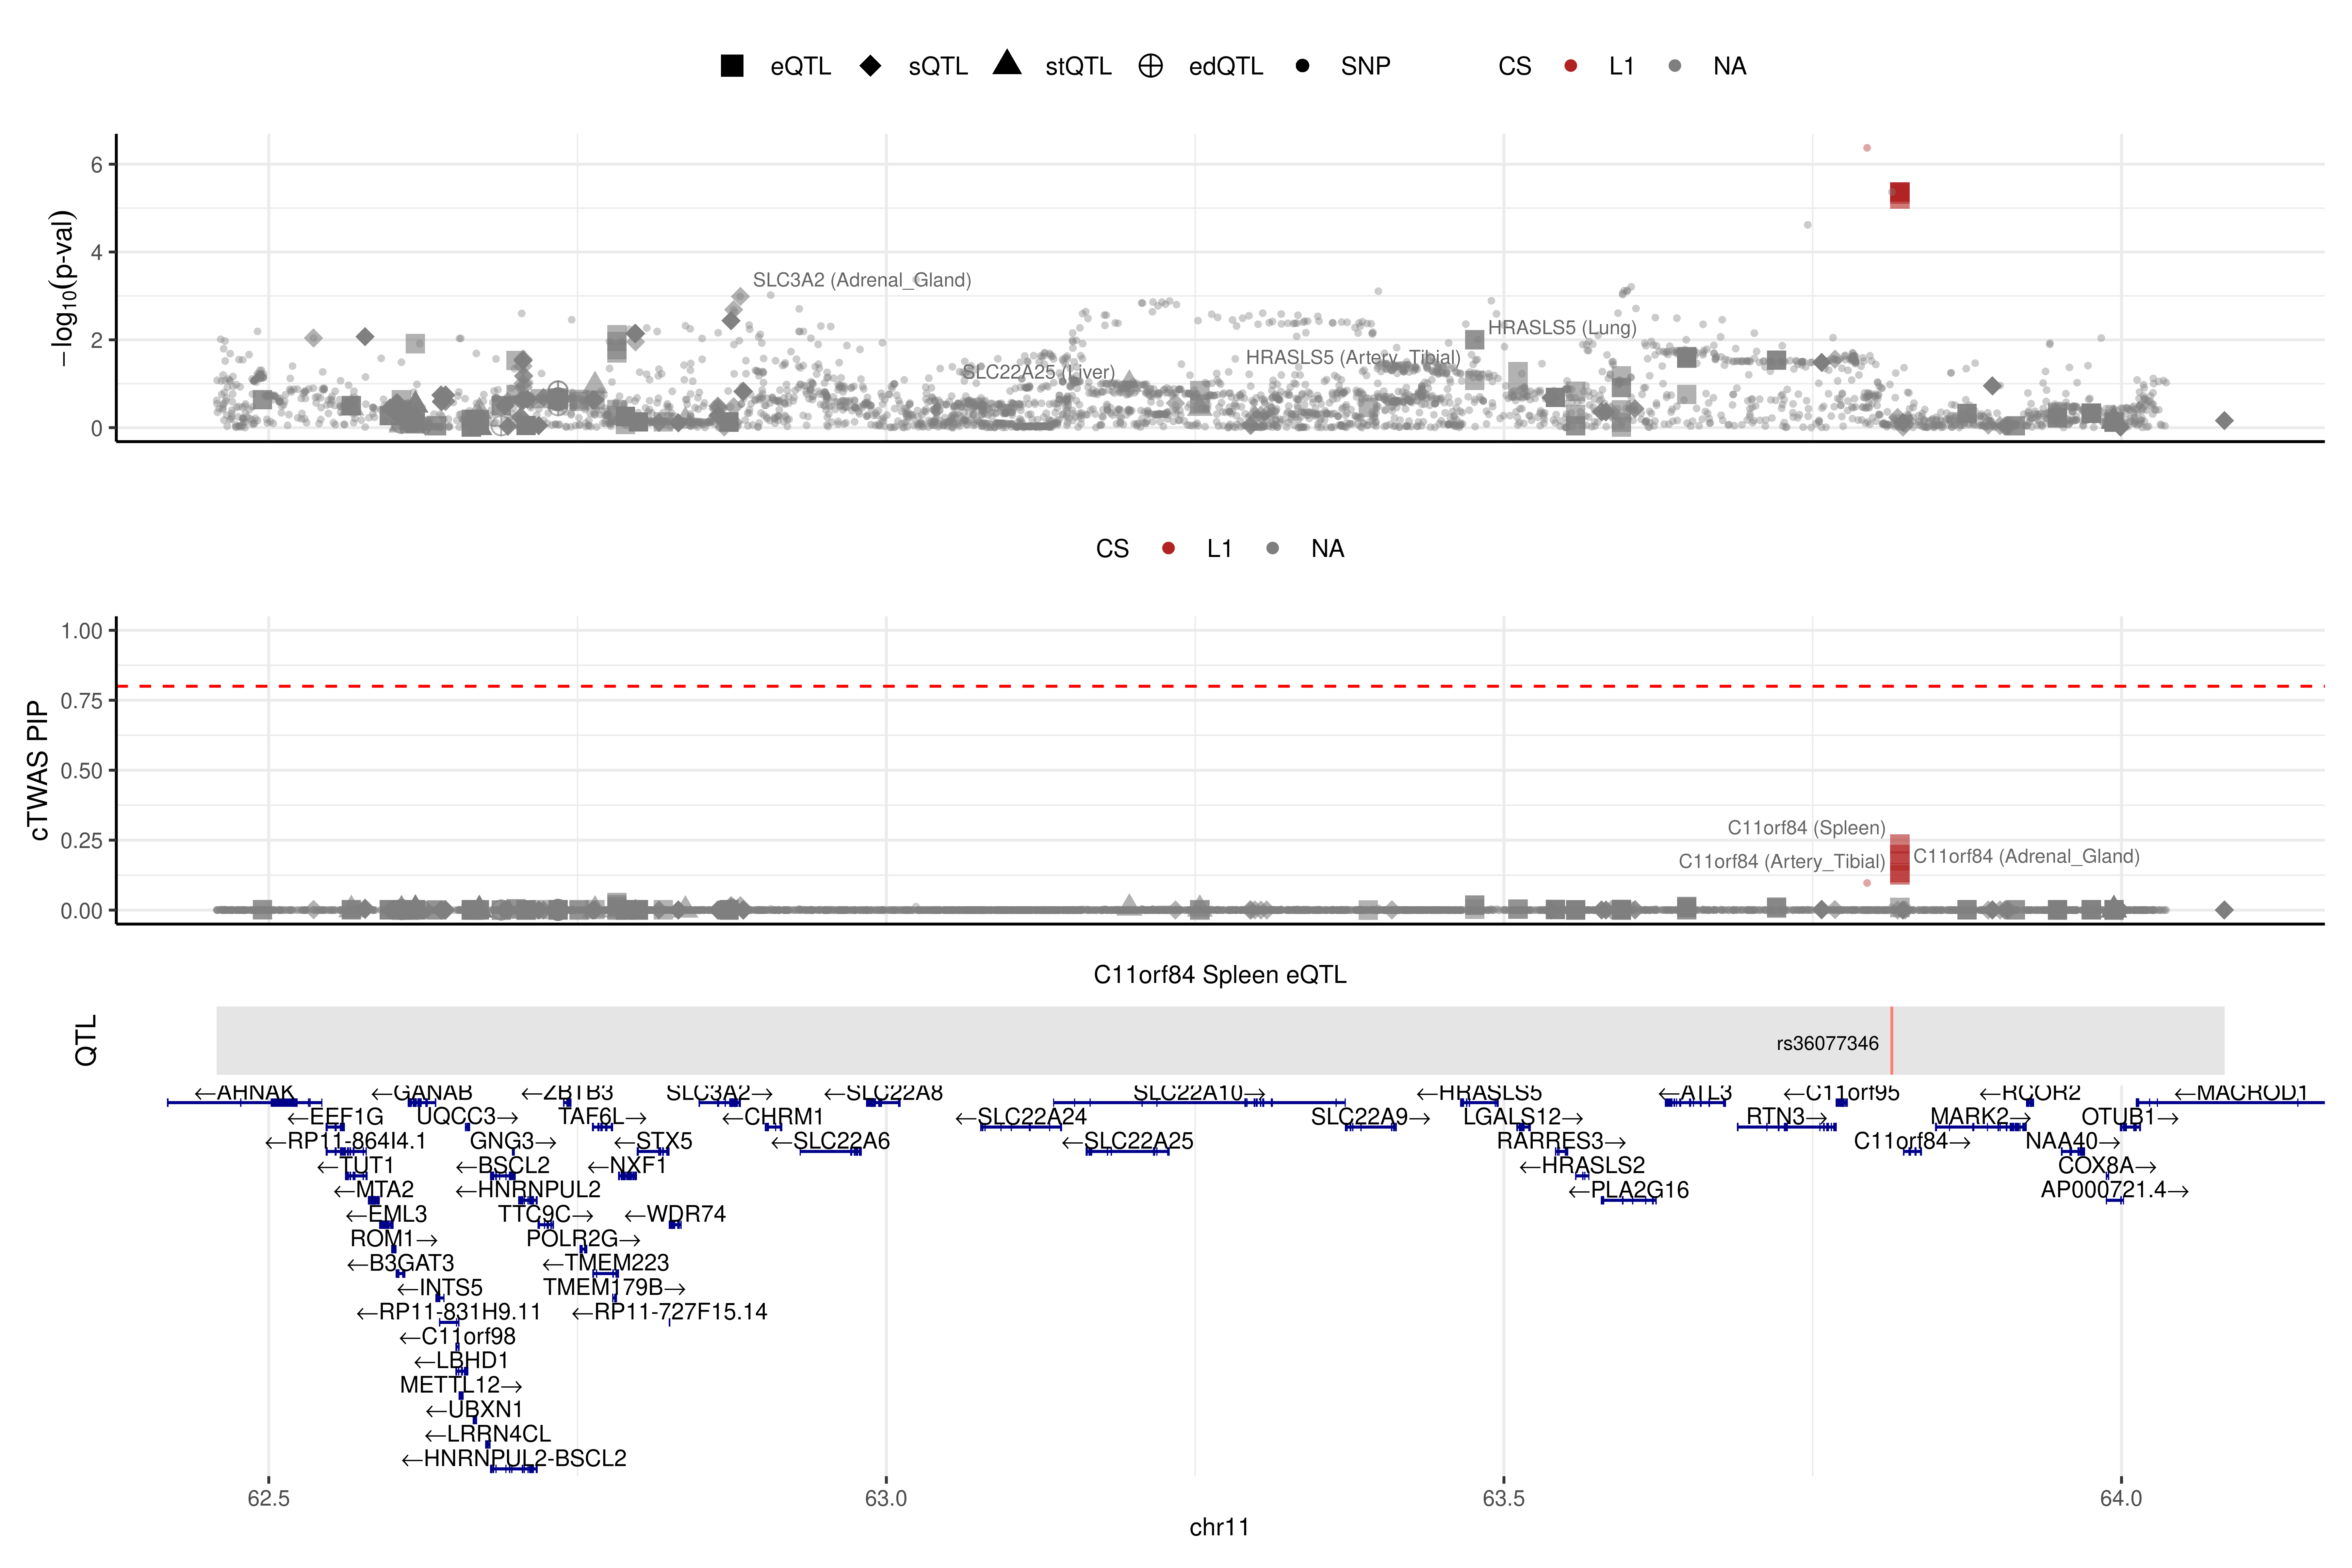 eQTL sQTL stQTL edQTL SNP CS L1 NA
6
4
2
0
−log10(p-val)
SLC3A2 (Adrenal_Gland)
HRASLS5 (Lung)
HRASLS5 (Artery_Tibial)
SLC22A25 (Liver)
CS L1 NA
1.00
0.75
0.50
0.25
0.00
cTWAS PIP
C11orf84 (Spleen)
C11orf84 (Artery_Tibial) C11orf84 (Adrenal_Gland)
C11orf84 Spleen eQTL
QTL
rs36077346
←AHNAK ←GANAB ←ZBTB3 SLC3A2→ ←SLC22A8 SLC22A10→ ←HRASLS5 ←ATL3 ←C11orf95 ←RCOR2 ←MACROD1
←EEF1G UQCC3→ TAF6L→ ←CHRM1 ←SLC22A24 SLC22A9→ LGALS12→ RTN3→ MARK2→ OTUB1→
←RP11-864I4.1 GNG3→ ←STX5 ←SLC22A6 ←SLC22A25 RARRES3→ C11orf84→ NAA40→
←TUT1 ←BSCL2 ←NXF1 ←HRASLS2 COX8A→
←MTA2 ←HNRNPUL2 ←PLA2G16 AP000721.4→
←EML3 TTC9C→ ←WDR74
ROM1→ POLR2G→
←B3GAT3 ←TMEM223
←INTS5 TMEM179B→
←RP11-831H9.11 ←RP11-727F15.14
←C11orf98
←LBHD1
METTL12→
←UBXN1
←LRRN4CL
←HNRNPUL2-BSCL2
62.5 63.0 63.5 64.0
chr11